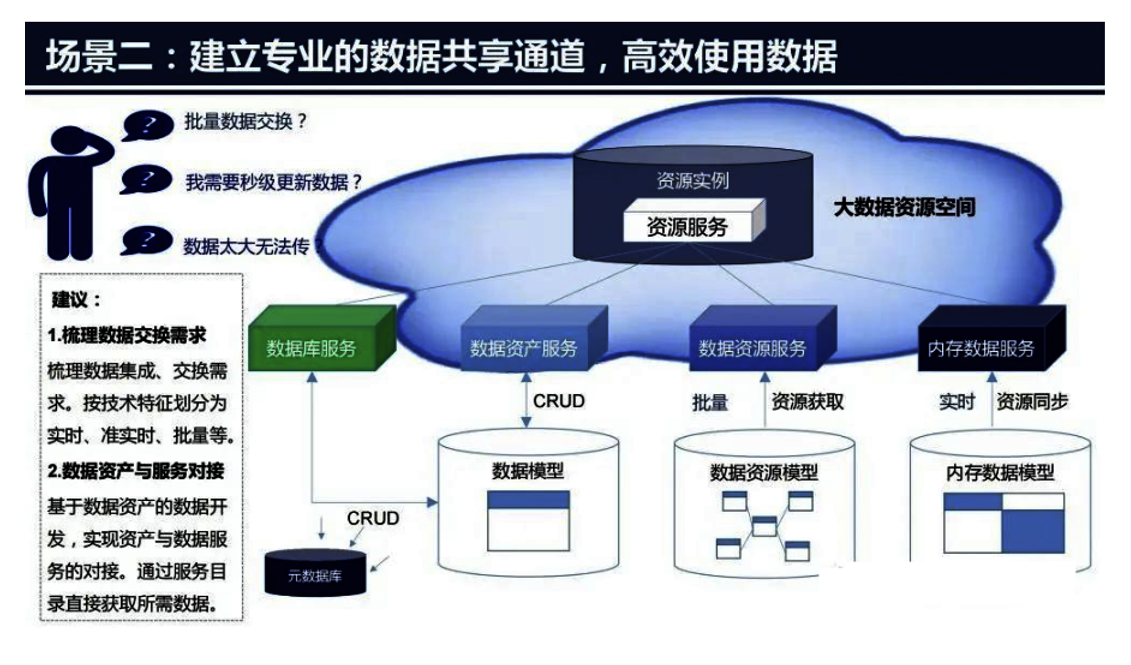 场景二：建立专业的数据共享通道，高效使用数据
?
批量数据交换？
?
我需要秒级更新数据？
?
数据太大无法传？
资源实例
资源服务
大数据资源空间
建议：
1.梳理数据交换需求
梳理数据集成、交换需
求。按技术特征划分为
实时、准实时、批量等。
2.数据资产与服务对接
基于数据资产的数据开
发，实现资产与数据服
务的对接。通过服务目
录直接获取所需数据。
数据库服务
数据资产服务
数据资源服务
内存数据服务
CRUD
批量
资源获取
实时
资源同步
数据模型
数据资源模型
内存数据模型
CRUD
元数据库